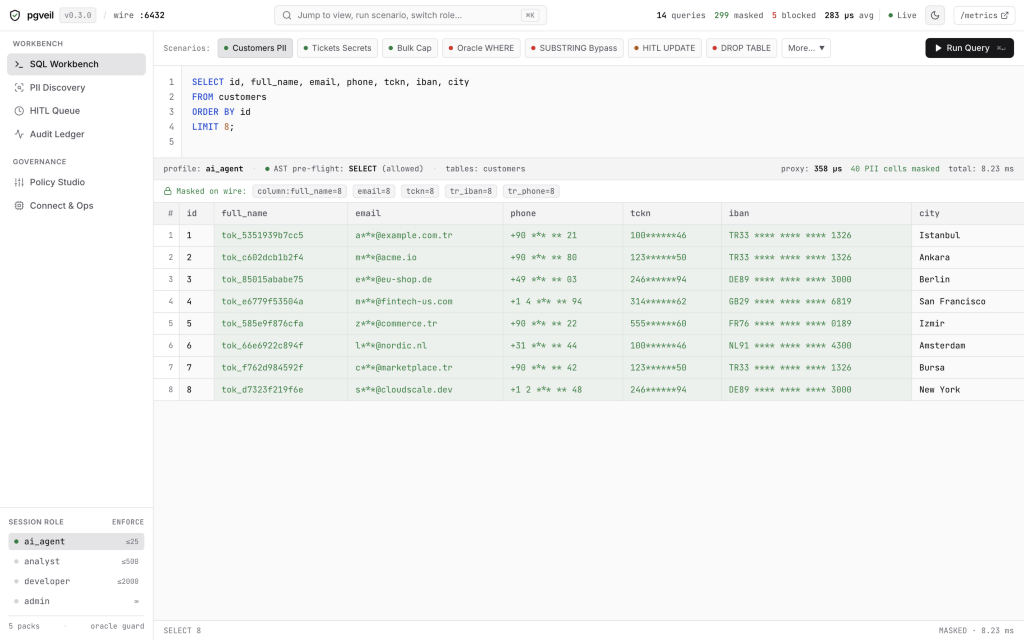 pgveil v0.3.0 / wire :6432 Jump to view, run scenario, switch role... ⌘K 14 queries 299 masked 5 blocked 283 µs avg Live /metrics
WORKBENCH
SQL Workbench
PII Discovery
HITL Queue
Audit Ledger
GOVERNANCE
Policy Studio
Connect & Ops
Scenarios: Customers PII Tickets Secrets Bulk Cap Oracle WHERE SUBSTRING Bypass HITL UPDATE DROP TABLE More... ▼ Run Query
1 SELECT id, full_name, email, phone, tckn, iban, city
2 FROM customers
3 ORDER BY id
4 LIMIT 8;
5
profile: ai_agent · AST pre-flight: SELECT (allowed) · tables: customers proxy: 358 µs 40 PII cells masked total: 8.23 ms
Masked on wire: column:full_name=8 email=8 tckn=8 tr_iban=8 tr_phone=8
# id full_name email phone tckn iban city
1 1 tok_5351939b7cc5 a***@example.com.tr +90 *** ** 21 100******46 TR33 **** **** **** 1326 Istanbul
2 2 tok_c602dcb1b2f4 m***@acme.io +90 *** ** 80 123******50 TR33 **** **** **** 1326 Ankara
3 3 tok_85015ababe75 e***@eu-shop.de +49 *** ** 03 246******94 DE89 **** **** **** 3000 Berlin
4 4 tok_e6779f53504a m***@fintech-us.com +1 4 *** ** 94 314******62 GB29 **** **** **** 6819 San Francisco
5 5 tok_585e9f876cfa z***@commerce.tr +90 *** ** 22 555******60 FR76 **** **** **** 0189 Izmir
6 6 tok_66e6922c894f l***@nordic.nl +31 *** ** 44 100******46 NL91 **** **** **** 4300 Amsterdam
7 7 tok_f762d984592f c***@marketplace.tr +90 *** ** 42 123******50 TR33 **** **** **** 1326 Bursa
8 8 tok_d7323f219f6e s***@cloudscale.dev +1 2 *** ** 48 246******94 DE89 **** **** **** 3000 New York
SESSION ROLE ENFORCE
ai_agent ≤25
analyst ≤500
developer ≤2000
admin ∞
5 packs · oracle guard
SELECT 8 MASKED · 8.23 ms